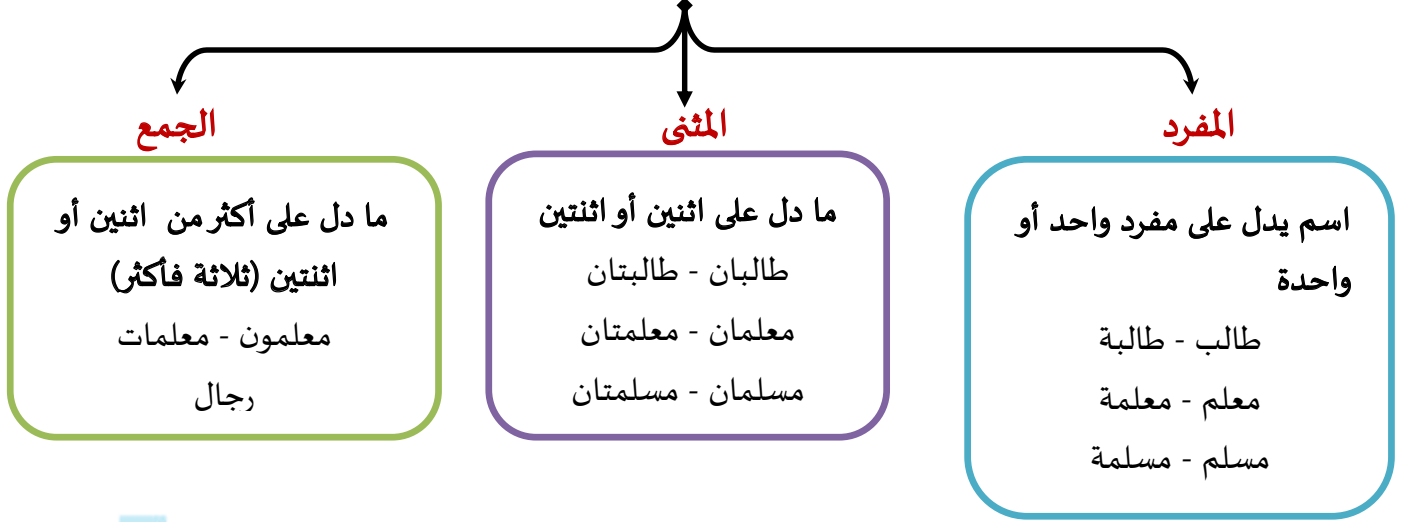 المفرد
اسم يدل على مفرد واحد أو
واحدة
طالب - طالبة
معلم - معلمة
مسلم - مسلمة
المثنى
ما دل على اثنين أو اثنتين
طالبان - طالبتان
معلمان - معلمتان
مسلمان - مسلمتان
الجمع
ما دل على أكثر من اثنين أو
اثنتين (ثلاثة فأكثر)
معلمون - معلمات
رجال